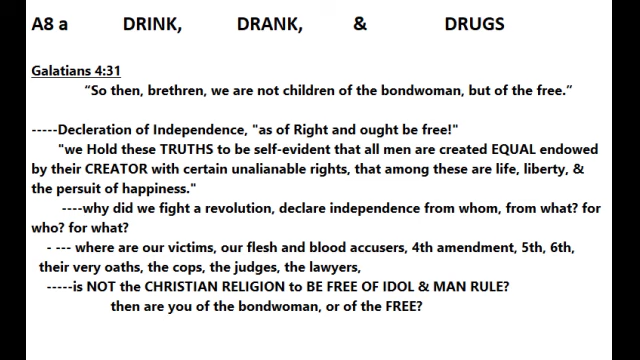 A8 a DRINK, DRANK, & DRUGS
Galatians 4:31
“So then, brethren, we are not children of the bondwoman, but of the free.”
-----Decleration of Independence, "as of Right and ought be free!"
"we Hold these TRUTHS to be self-evident that all men are created EQUAL endowed
by their CREATOR with certain unalianable rights, that among these are life, liberty, &
the persuit of happiness."
----why did we fight a revolution, declare independence from whom, from what? for
who? for what?
- --- where are our victims, our flesh and blood accusers, 4th amendment, 5th, 6th,
their very oaths, the cops, the judges, the lawyers,
-----is NOT the CHRISTIAN RELIGION to BE FREE OF IDOL & MAN RULE?
then are you of the bondwoman, or of the FREE?